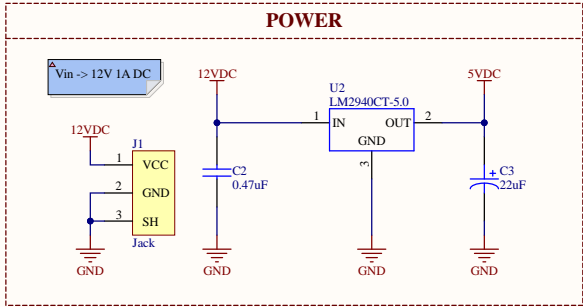 POWER
Vin -> 12V 1A DC
12VDC
5VDC
U2
LM2940CT-5.0
1
IN
OUT
2
GND
3
12VDC
J1
1
VCC
2
GND
3
SH
Jack
C2
0.47uF
+
C3
22uF
GND
GND
GND
GND